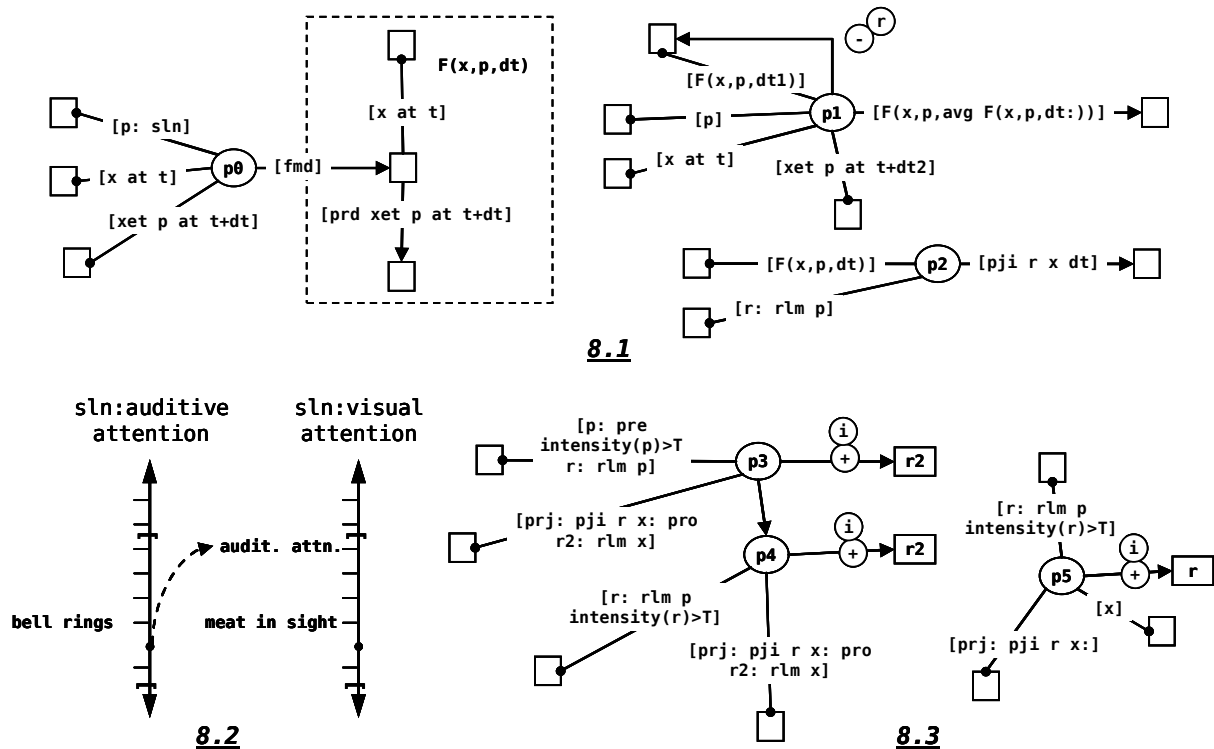 F(x,p,dt)
[x at t]
[p: sln]
[x at t]
p0
[fmd]
[xet p at t+dt]
[prd xet p at t+dt]
r
-
[F(x,p,dt1)]
[p]
p1
[F(x,p,avg F(x,p,dt:))]
[x at t]
[xet p at t+dt2]
[F(x,p,dt)]
p2
[pji r x dt]
[r: rlm p]
8.1
sln:auditive
attention
sln:visual
attention
audit. attn.
bell rings
meat in sight
8.2
[p: pre
intensity(p)>T
r: rlm p]
p3
i
+
r2
[prj: pji r x: pro
r2: rlm x]
p4
i
+
r2
[r: rlm p
intensity(r)>T]
[prj: pji r x: pro
r2: rlm x]
[r: rlm p
intensity(r)>T]
p5
i
+
r
[x]
[prj: pji r x:]
8.3